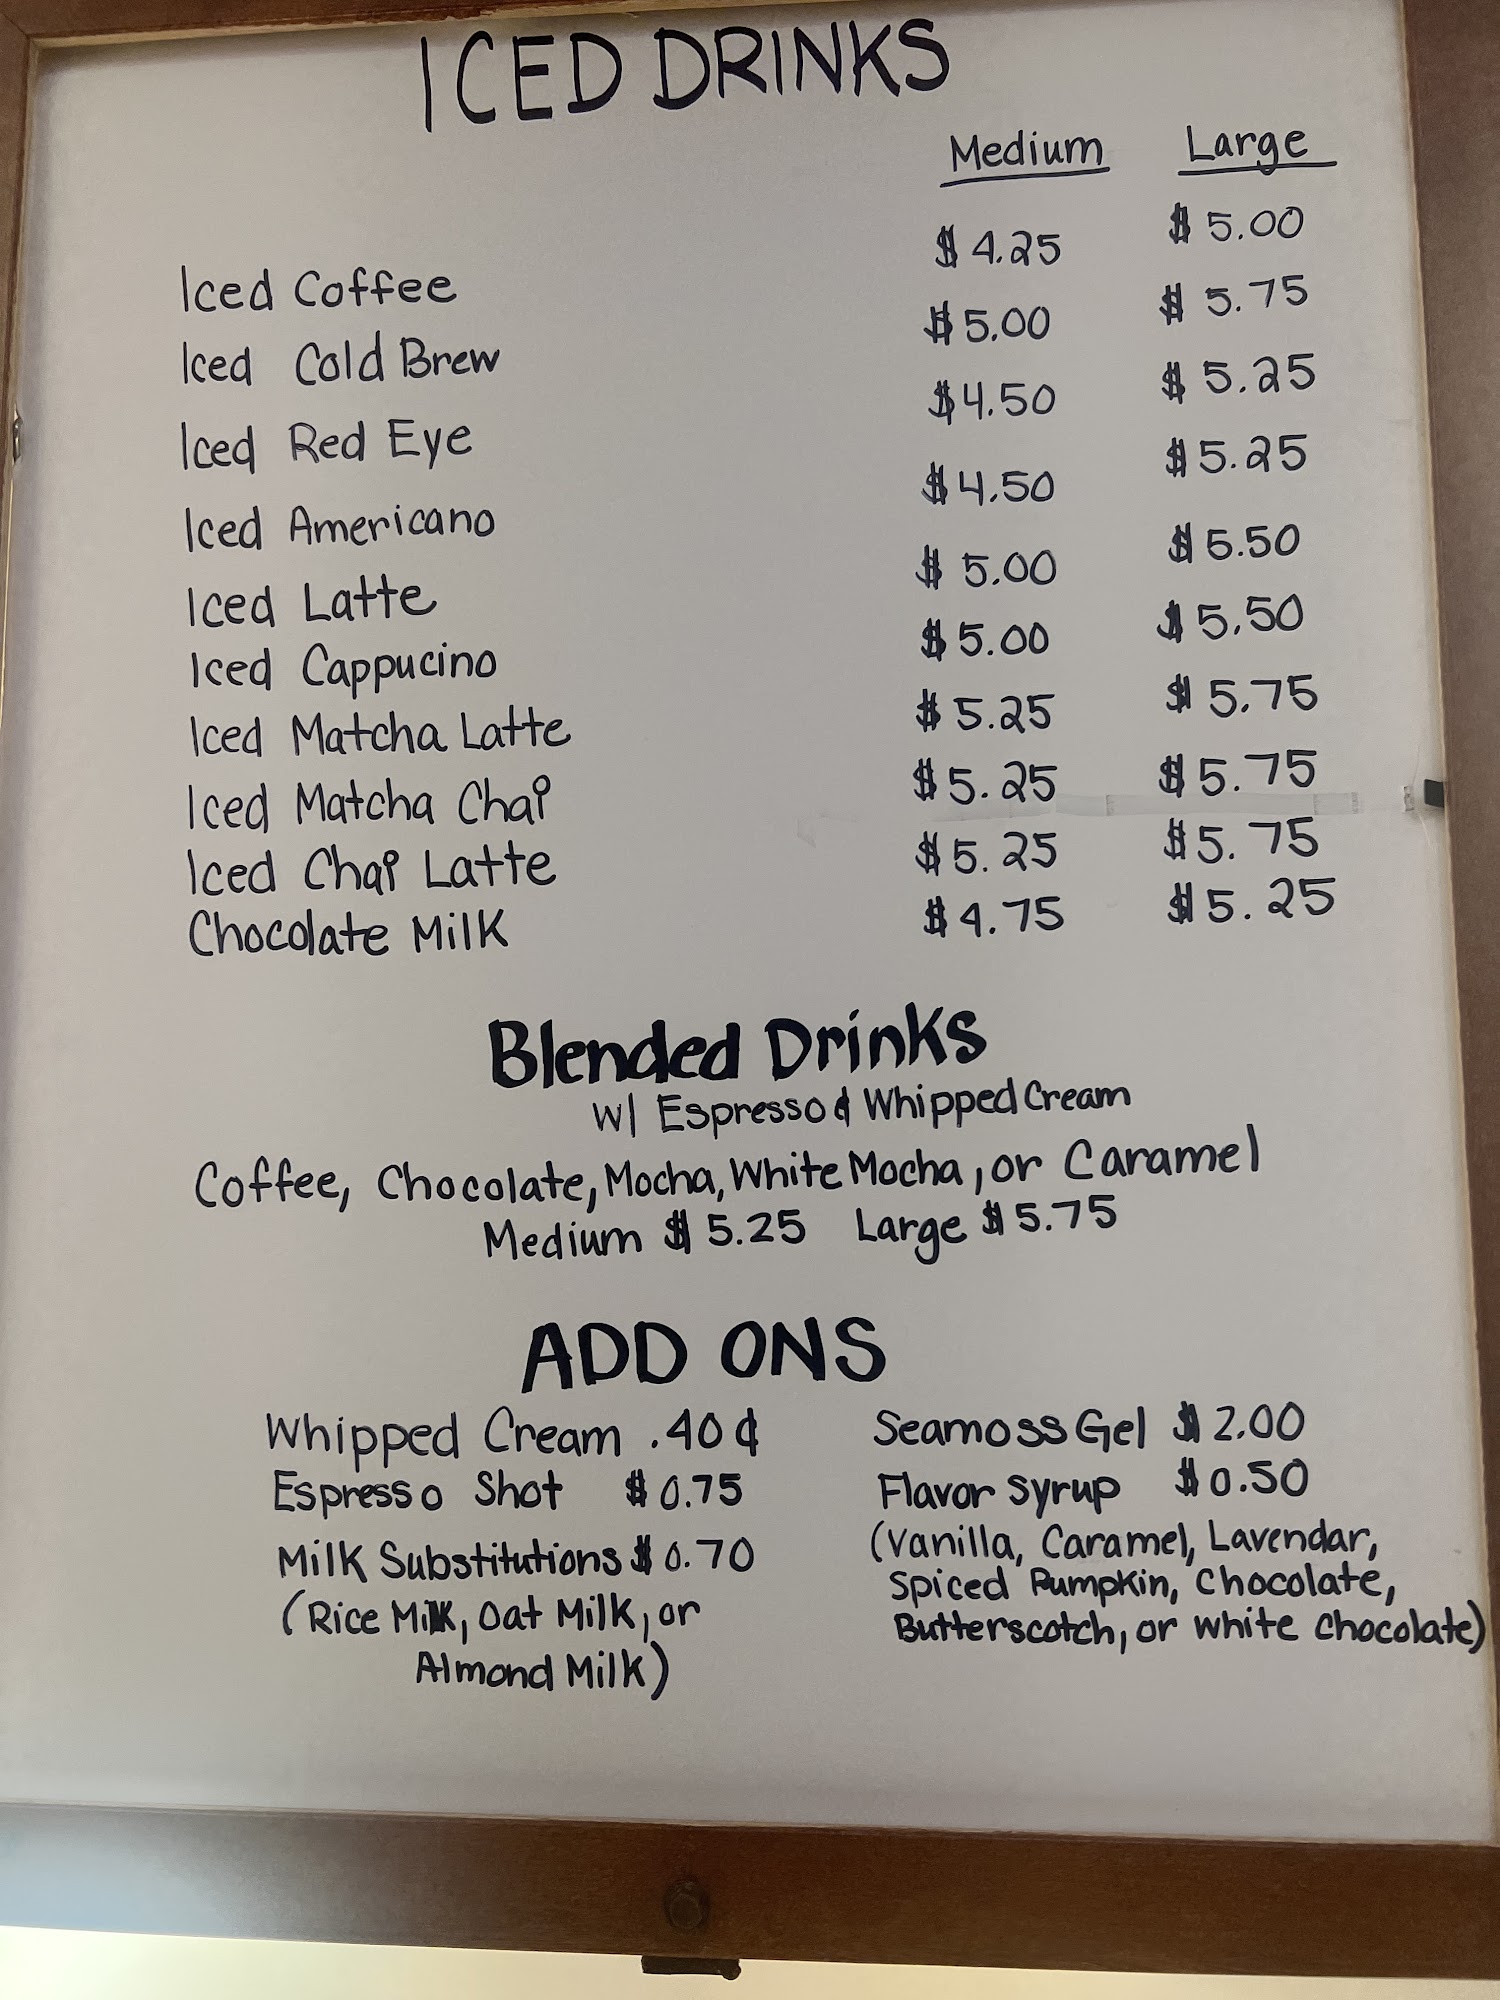 ICED DRINKS
Medium Large
Iced Coffee $4.25 $5.00
Iced Cold Brew $5.00 $5.75
Iced Red Eye $4.50 $5.25
Iced Americano $4.50 $5.25
Iced Latte $5.00 $5.50
Iced Cappucino $5.00 $5.50
Iced Matcha Latte $5.25 $5.75
Iced Matcha Chai $5.25 $5.75
Iced Chai Latte $5.25 $5.75
Chocolate Milk $4.75 $5.25
Blended Drinks
w/ Espresso & Whipped Cream
Coffee, Chocolate, Mocha, White Mocha, or Caramel
Medium $5.25 Large $5.75
ADD ONS
Whipped Cream .40¢
Espresso Shot $0.75
Milk Substitutions $0.70
(Rice Milk, Oat Milk, or
Almond Milk)
Seamoss Gel $2.00
Flavor Syrup $0.50
(Vanilla, Caramel, Lavendar,
Spiced Pumpkin, Chocolate,
Butterscotch, or white chocolate)